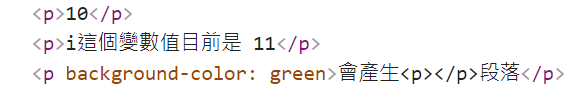 <p>10</p>
<p>i這個變數值目前是 11</p>
<p background-color: green>會產生<p></p>段落</p>